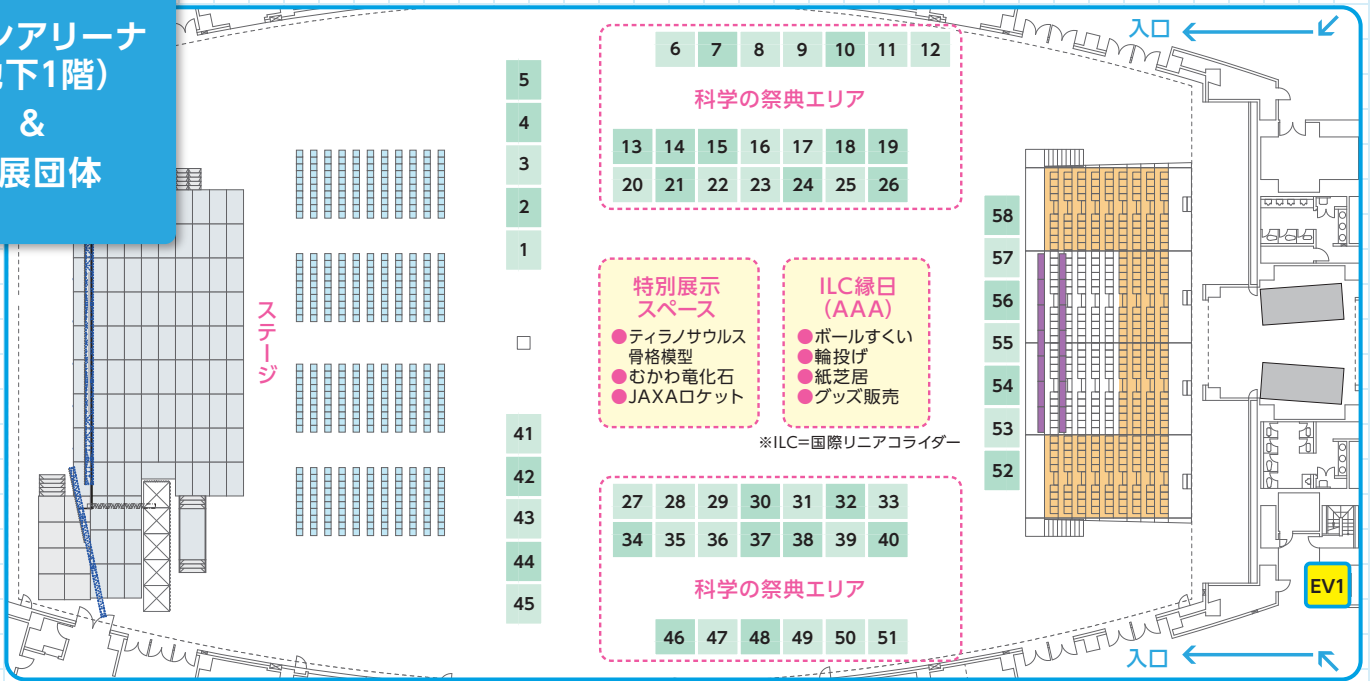 ンアリーナ
下1階）
&
展団体
入口
6 7 8 9 10 11 12
科学の祭典エリア
13 14 15 16 17 18 19
20 21 22 23 24 25 26
5
4
3
2
1
ステージ
特別展示
スペース
●ティラノサウルス
骨格模型
●むかわ竜化石
●JAXAロケット
ILC縁日
(AAA)
●ボールすくい
●輪投げ
●紙芝居
●グッズ販売
※ILC=国際リニアコライダー
58
57
56
55
54
53
52
41
42
43
44
45
27 28 29 30 31 32 33
34 35 36 37 38 39 40
科学の祭典エリア
46 47 48 49 50 51
EV1
入口